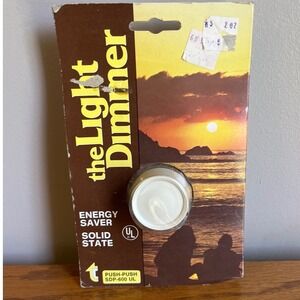 the Light
Dimmer
ENERGY
SAVER
SOLID
STATE
UL
t
PUSH-PUSH
SDP-600 UL